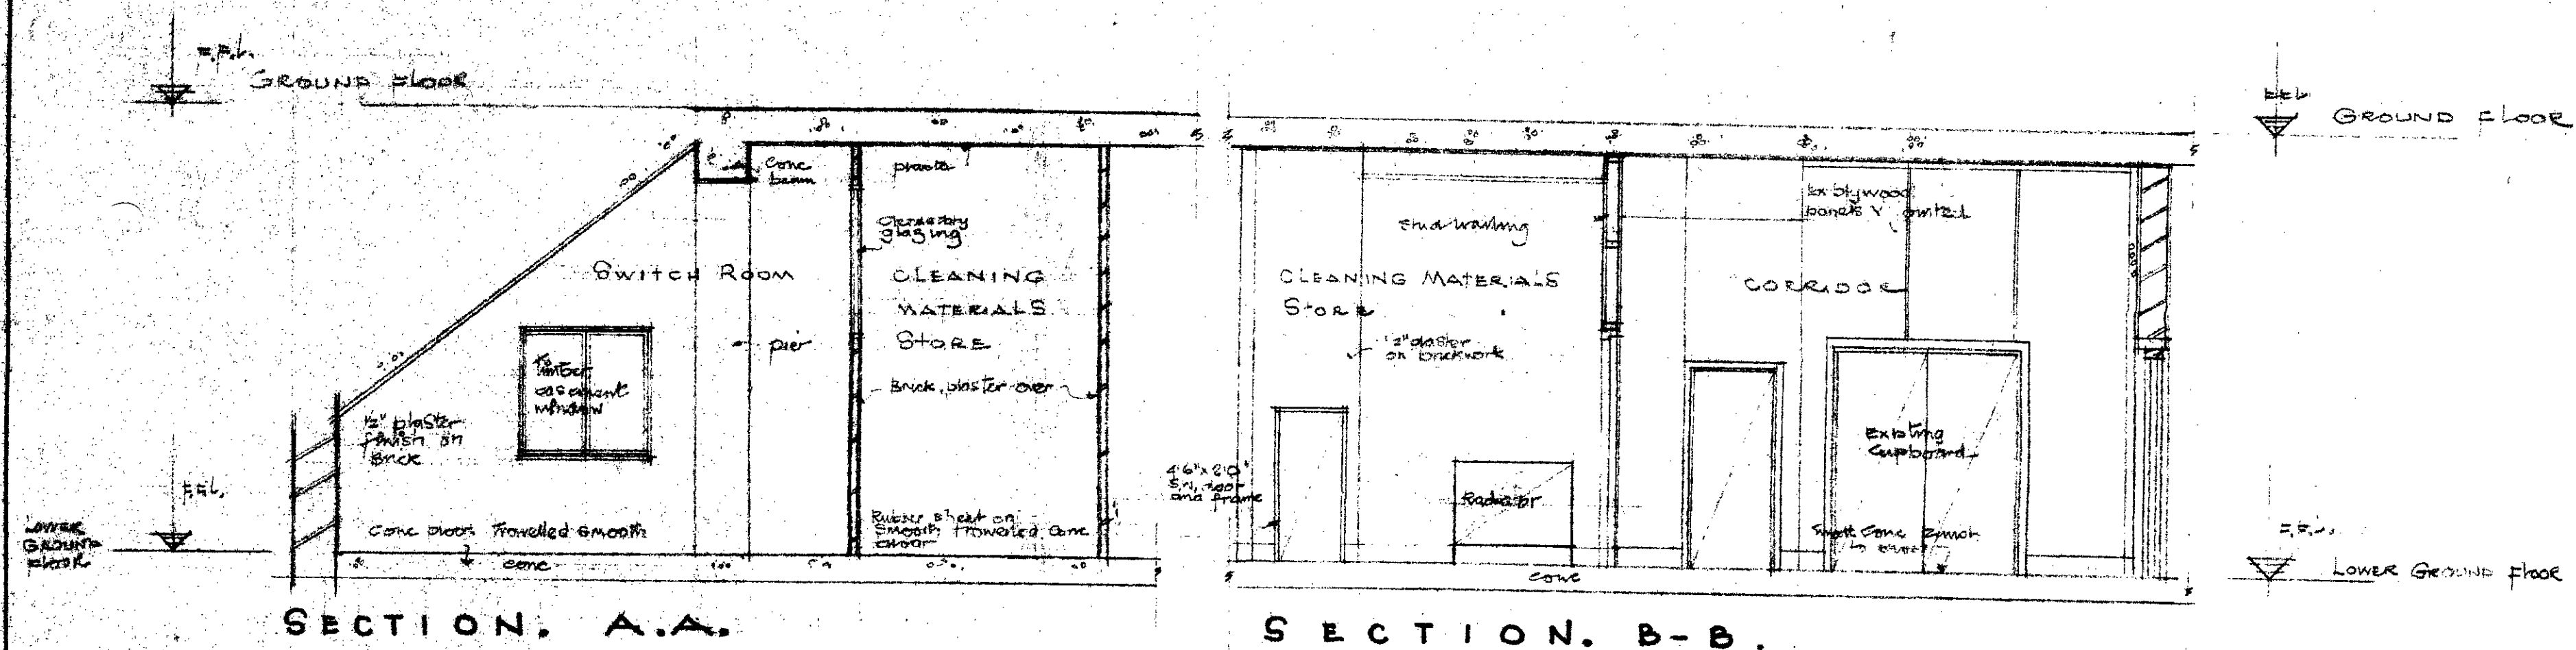 F.F.L.
GROUND FLOOR
Conc
beam
Clerestory
glazing
SWITCH ROOM
CLEANING
MATERIALS
STORE
pier
timber
casement
window
Brick, plaster over
1/2" plaster
finish on
Brick
F.F.L.
LOWER
GROUND
FLOOR
Conc floor Trowelled Smooth
Rubber sheet on
Smooth trowelled conc
floor
conc
SECTION. A.A.
F.F.L.
GROUND FLOOR
plywood
panels
Stud walling
CLEANING MATERIALS
STORE
CORRIDOR
1/2" plaster
on brickwork
4'6" x 2'0"
door
and frame
Radiator
Existing
Cupboard
Conc
conc
F.F.L.
LOWER GROUND FLOOR
SECTION. B-B.